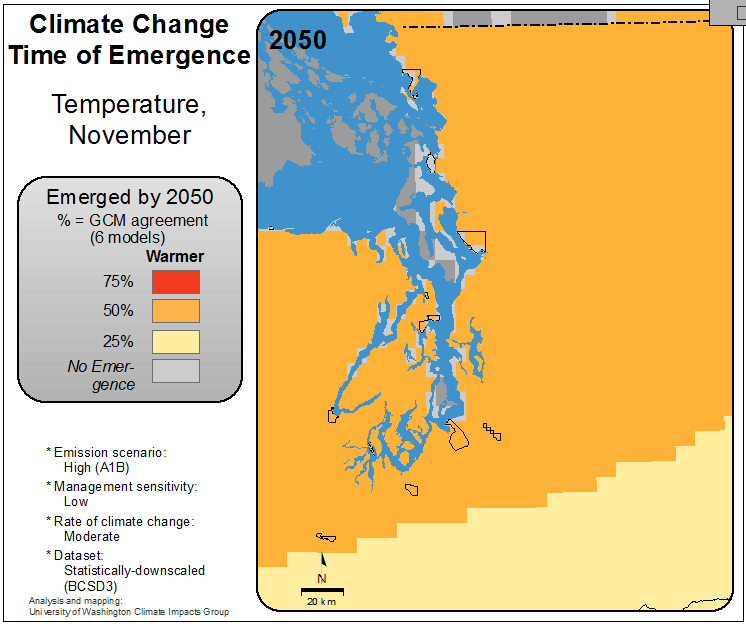 Climate Change
Time of Emergence
Temperature,
November
Emerged by 2050
% = GCM agreement
(6 models)
Warmer
75%
50%
25%
No Emer-
gence
* Emission scenario:
High (A1B)
* Management sensitivity:
Low
* Rate of climate change:
Moderate
* Dataset:
Statistically-downscaled
(BCSD3)
Analysis and mapping:
University of Washington Climate Impacts Group
2050
N
20 km